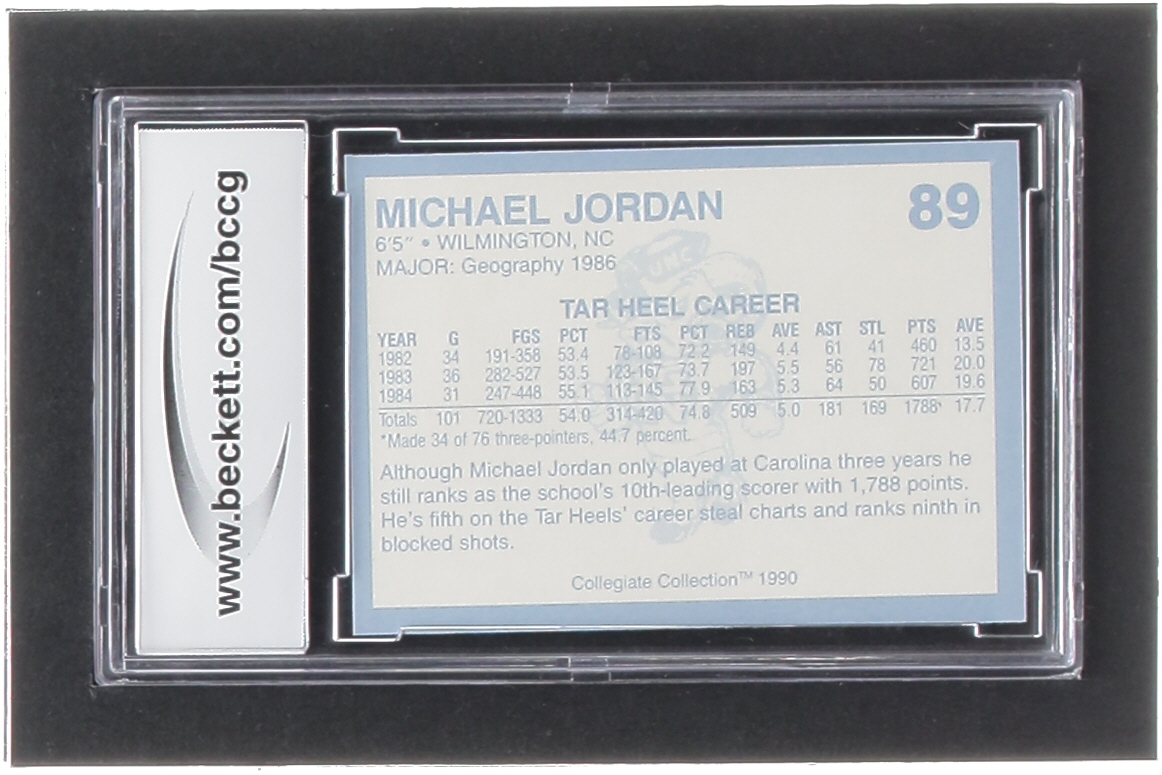 www.beckett.com/bccg
MICHAEL JORDAN 89
6'5" • WILMINGTON, NC
MAJOR: Geography 1986
UNC
TAR HEEL CAREER
YEAR G FGS PCT FTS PCT REB AVE AST STL PTS AVE
1982 34 191-358 53.4 78-108 72.2 149 4.4 61 41 460 13.5
1983 36 282-527 53.5 123-167 73.7 197 5.5 56 78 721 20.0
1984 31 247-448 55.1 113-145 77.9 163 5.3 64 50 607 19.6
Totals 101 720-1333 54.0 314-420 74.8 509 5.0 181 169 1788* 17.7
*Made 34 of 76 three-pointers, 44.7 percent.
Although Michael Jordan only played at Carolina three years he
still ranks as the school's 10th-leading scorer with 1,788 points.
He's fifth on the Tar Heels' career steal charts and ranks ninth in
blocked shots.
Collegiate Collection™ 1990